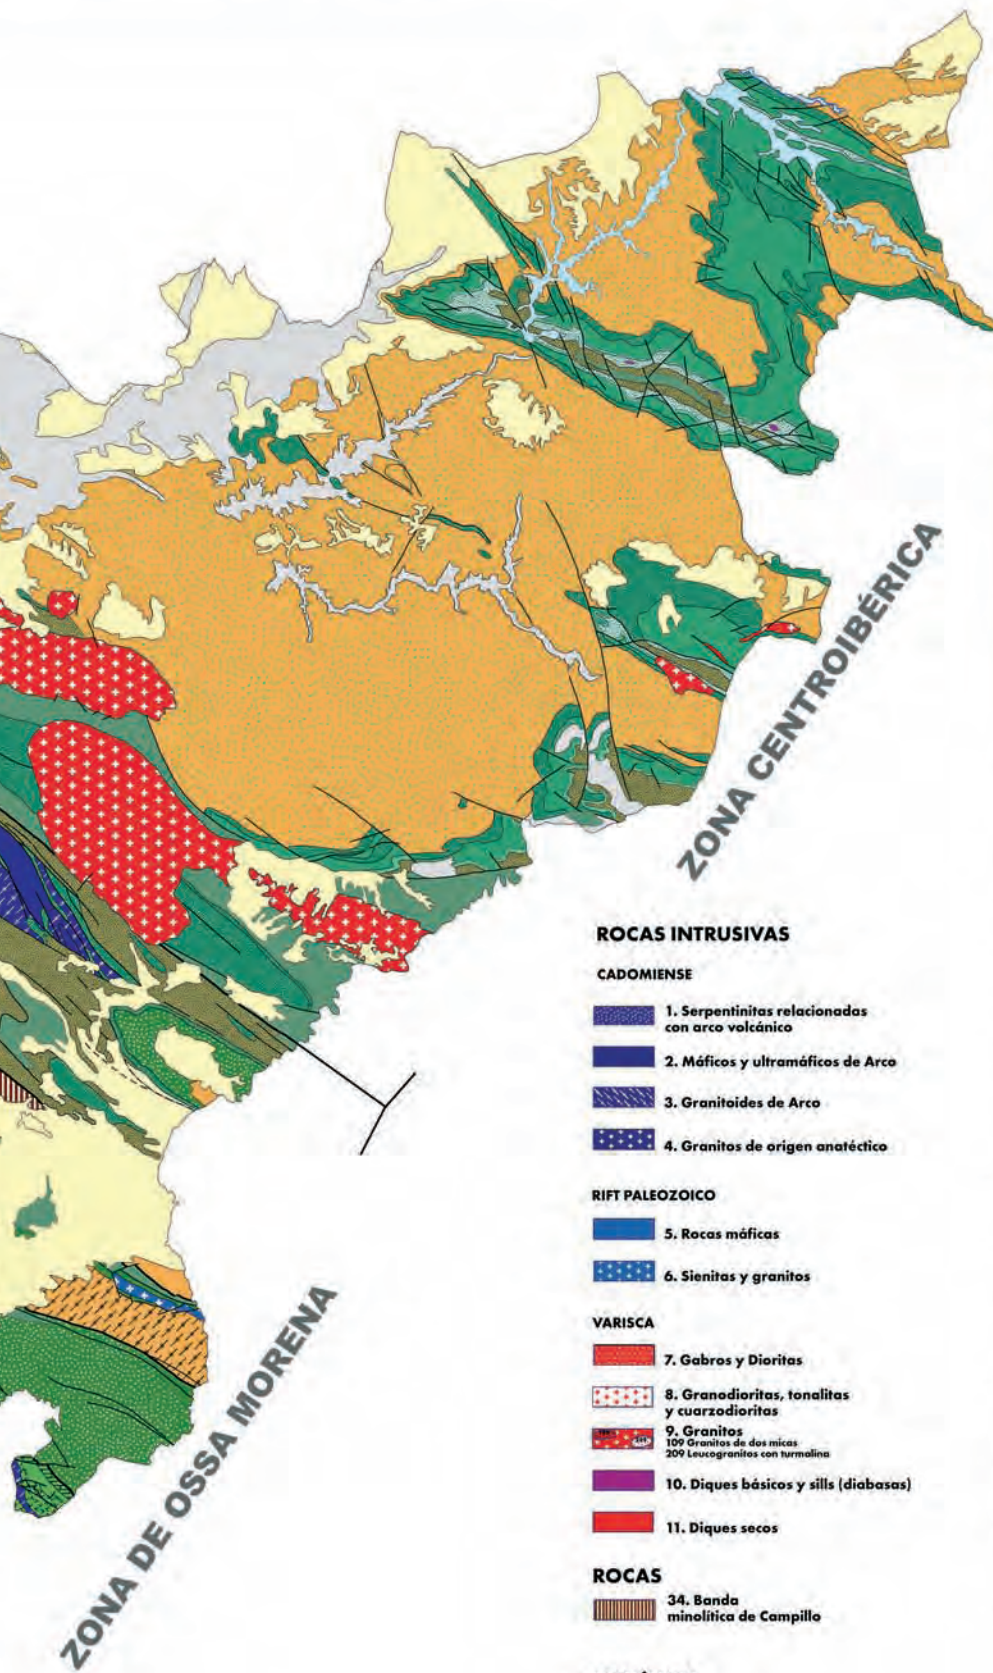 ZONA CENTROIBÉRICA
ROCAS INTRUSIVAS
CADOMIENSE
1. Serpentinitas relacionadas
con arco volcánico
2. Máficos y ultramáficos de Arco
3. Granitoides de Arco
4. Granitos de origen anatéctico
RIFT PALEOZOICO
5. Rocas máficas
6. Sienitas y granitos
VARISCA
7. Gabros y Dioritas
8. Granodioritas, tonalitas
y cuarzodioritas
9. Granitos
109 Granitos de dos micas
209 Leucogranitos con turmalina
10. Diques básicos y sills (diabasas)
11. Diques secos
ROCAS
34. Banda
minolítica de Campillo
ZONA DE OSSA MORENA